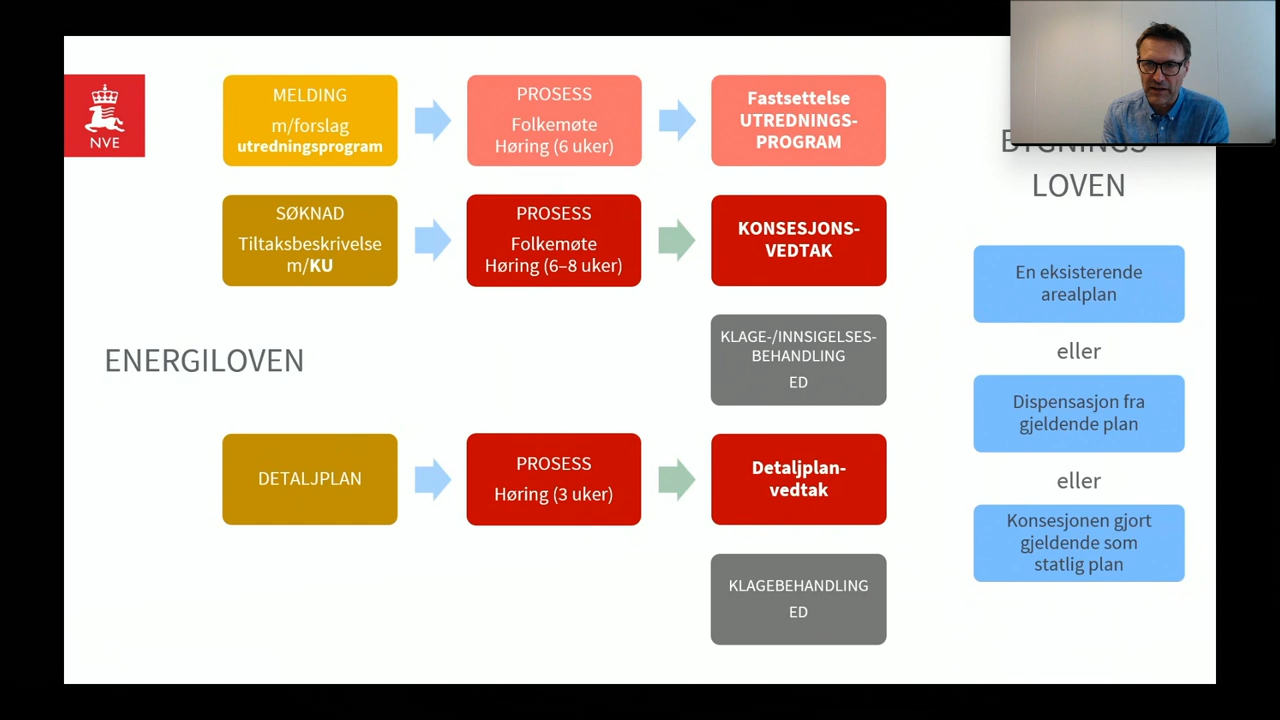 NVE
MELDING
m/forslag
utredningsprogram
PROSESS
Folkemøte
Høring (6 uker)
Fastsettelse
UTREDNINGS-
PROGRAM
SØKNAD
Tiltaksbeskrivelse
m/KU
PROSESS
Folkemøte
Høring (6–8 uker)
KONSESJONS-
VEDTAK
KLAGE-/INNSIGELSES-
BEHANDLING
ED
ENERGILOVEN
DETALJPLAN
PROSESS
Høring (3 uker)
Detaljplan-
vedtak
KLAGEBEHANDLING
ED
BYGNINGS
LOVEN
En eksisterende
arealplan
eller
Dispensasjon fra
gjeldende plan
eller
Konsesjonen gjort
gjeldende som
statlig plan